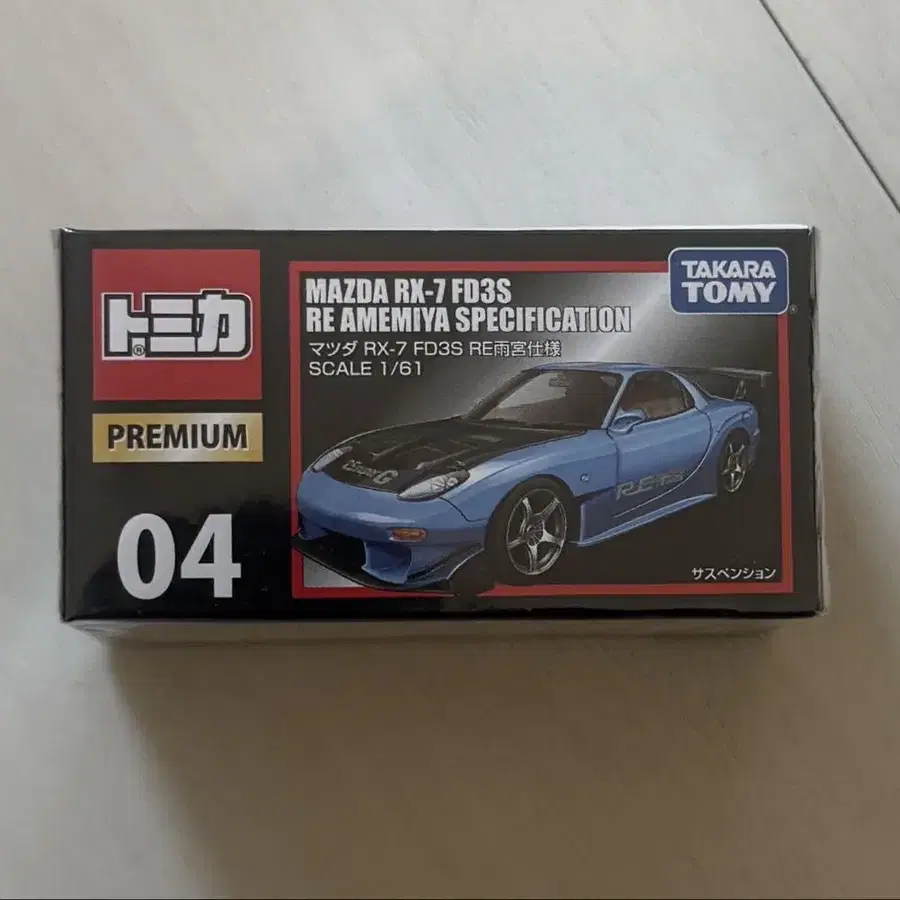 トミカ
®
PREMIUM
04
MAZDA RX-7 FD3S
RE AMEMIYA SPECIFICATION
マツダ RX-7 FD3S RE雨宮仕様
SCALE 1/61
TAKARA
TOMY
®
サスペンション